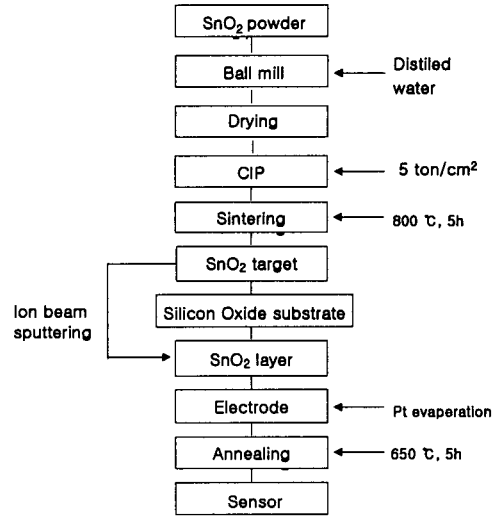 SnO₂ powder
Ball mill
Distiled
water
Drying
CIP
5 ton/cm²
Sintering
800 ℃, 5h
SnO₂ target
Ion beam
sputtering
Silicon Oxide substrate
SnO₂ layer
Electrode
Pt evaperation
Annealing
650 ℃, 5h
Sensor